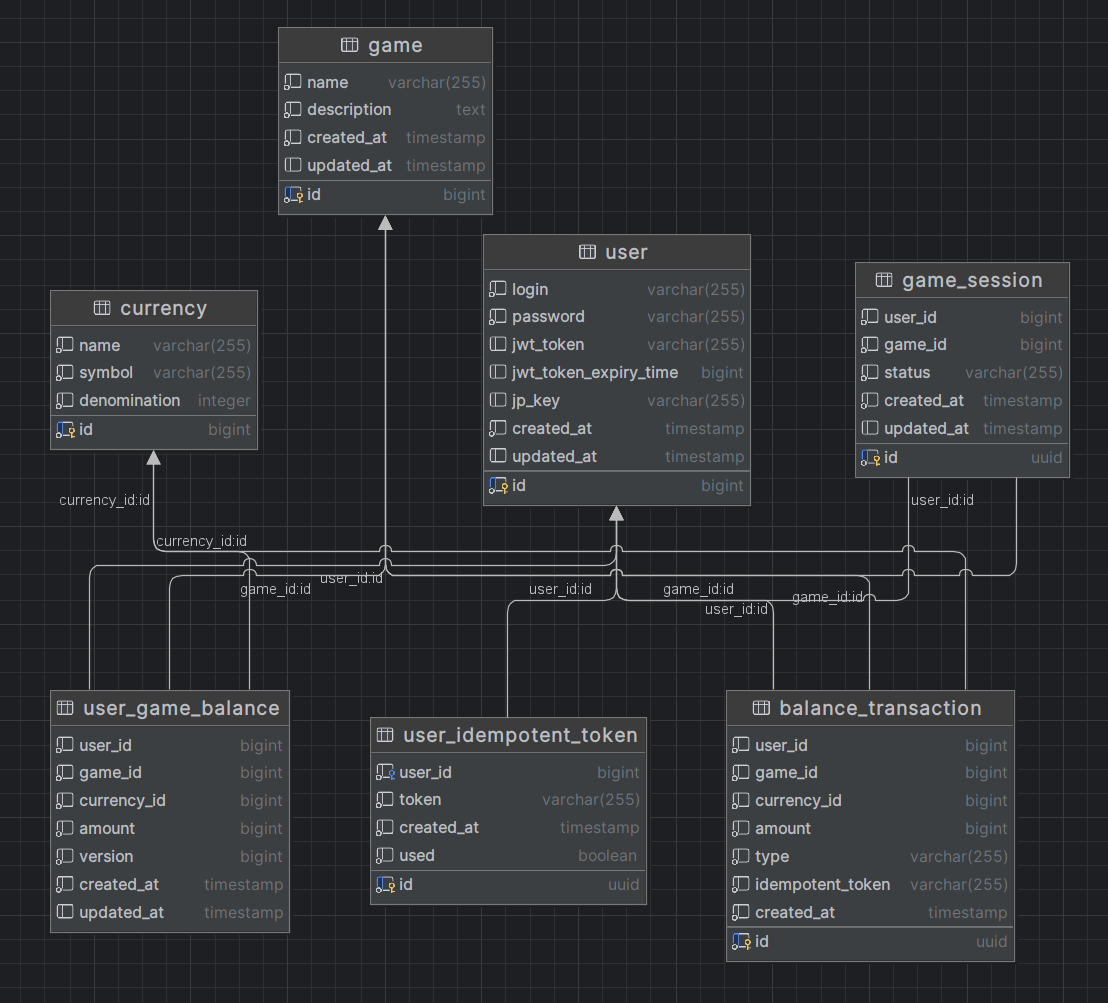 game
name varchar(255)
description text
created_at timestamp
updated_at timestamp
id bigint
user
login varchar(255)
password varchar(255)
jwt_token varchar(255)
jwt_token_expiry_time bigint
jp_key varchar(255)
created_at timestamp
updated_at timestamp
id bigint
game_session
user_id bigint
game_id bigint
status varchar(255)
created_at timestamp
updated_at timestamp
id uuid
currency
name varchar(255)
symbol varchar(255)
denomination integer
id bigint
currency_id:id
user_id:id
currency_id:id
user_id:id
game_id:id
user_id:id
game_id:id
game_id:id
user_id:id
user_game_balance
user_id bigint
game_id bigint
currency_id bigint
amount bigint
version bigint
created_at timestamp
updated_at timestamp
user_idempotent_token
user_id bigint
token varchar(255)
created_at timestamp
used boolean
id uuid
balance_transaction
user_id bigint
game_id bigint
currency_id bigint
amount bigint
type varchar(255)
idempotent_token varchar(255)
created_at timestamp
id uuid